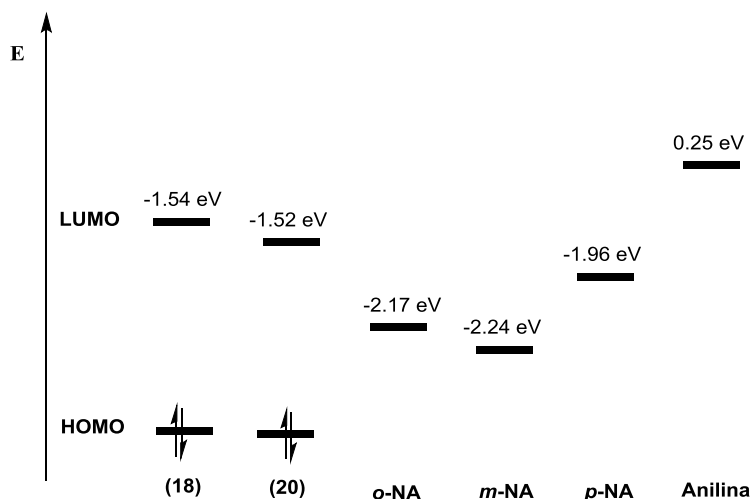 E
0.25 eV
-1.54 eV
LUMO
-1.52 eV
-1.96 eV
-2.17 eV
-2.24 eV
HOMO
(18) (20) o-NA m-NA p-NA Anilina